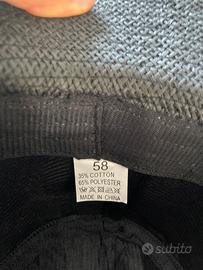 58
35% COTTON
65% POLYESTER
MADE IN CHINA
subito